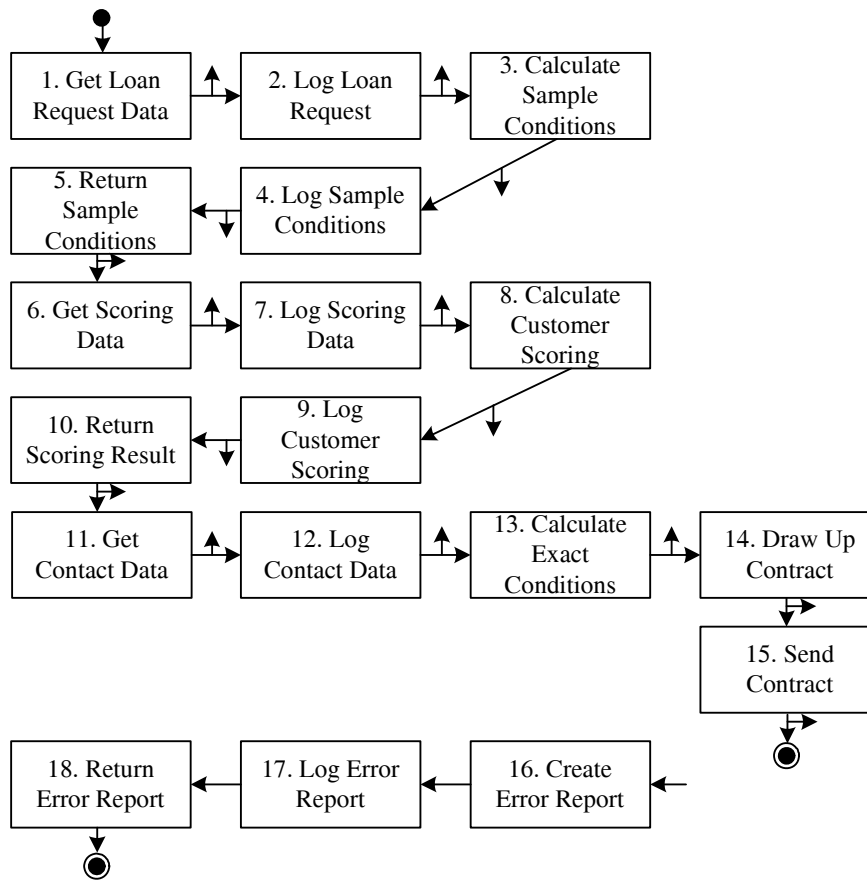 1. Get Loan
Request Data
2. Log Loan
Request
3. Calculate
Sample
Conditions
5. Return
Sample
Conditions
4. Log Sample
Conditions
6. Get Scoring
Data
7. Log Scoring
Data
8. Calculate
Customer
Scoring
10. Return
Scoring Result
9. Log
Customer
Scoring
11. Get
Contact Data
12. Log
Contact Data
13. Calculate
Exact
Conditions
14. Draw Up
Contract
15. Send
Contract
18. Return
Error Report
17. Log Error
Report
16. Create
Error Report